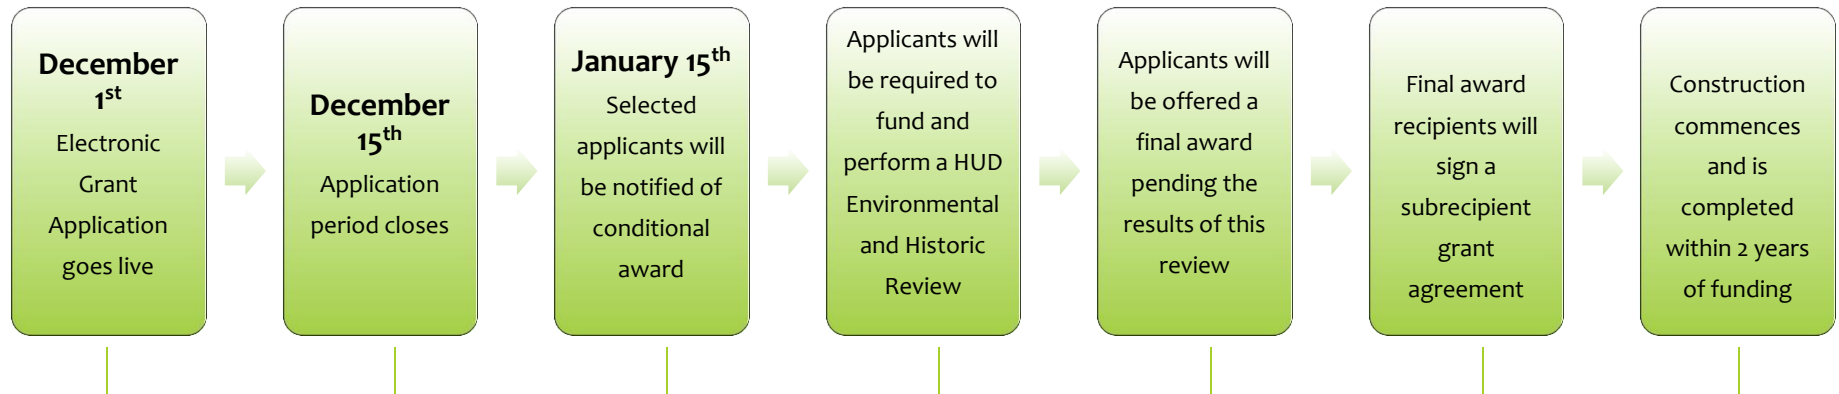 December
1st
Electronic
Grant
Application
goes live
December
15th
Application
period closes
January 15th
Selected
applicants will
be notified of
conditional
award
Applicants will
be required to
fund and
perform a HUD
Environmental
and Historic
Review
Applicants will
be offered a
final award
pending the
results of this
review
Final award
recipients will
sign a
subrecipient
grant
agreement
Construction
commences
and is
completed
within 2 years
of funding